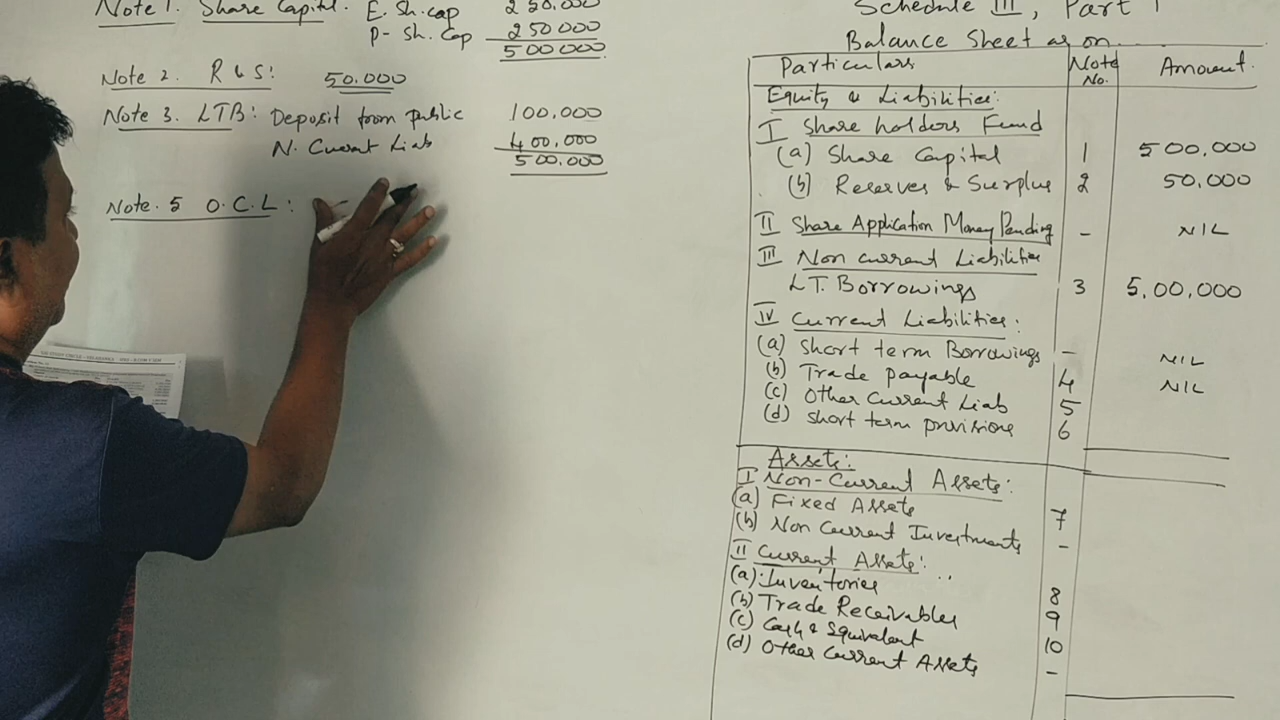 Note 1. Share Capital. E. Sh. cap 250.000
P- Sh. Cap 250000
500000
Note 2. R & S: 50.000
Note 3. LTB: Deposit from public 100,000
N. Current Liab 400,000
500.000
Note. 5 O.C.L:
Schedule III, Part 1
Balance Sheet as on......
Particulars Note No. Amount.
Equity & Liabilities:
I Share holders Fund
(a) Share Capital 1 500,000
(b) Reserves & Surplus 2 50.000
II Share Application Money Pending - NIL
III Non current Liabilities
LT. Borrowings 3 5,00,000
IV Current Liabilities:
(a) Short term Borrowings - NIL
(b) Trade payable 4 NIL
(c) Other Current Liab 5
(d) Short term provisions 6
Assets:
I Non-Current Assets:
(a) Fixed Assets 7
(b) Non Current Investments -
II Current Assets:
(a) Inventories 8
(b) Trade Receivables 9
(c) Cash & Equivalent 10
(d) Other Current Assets -